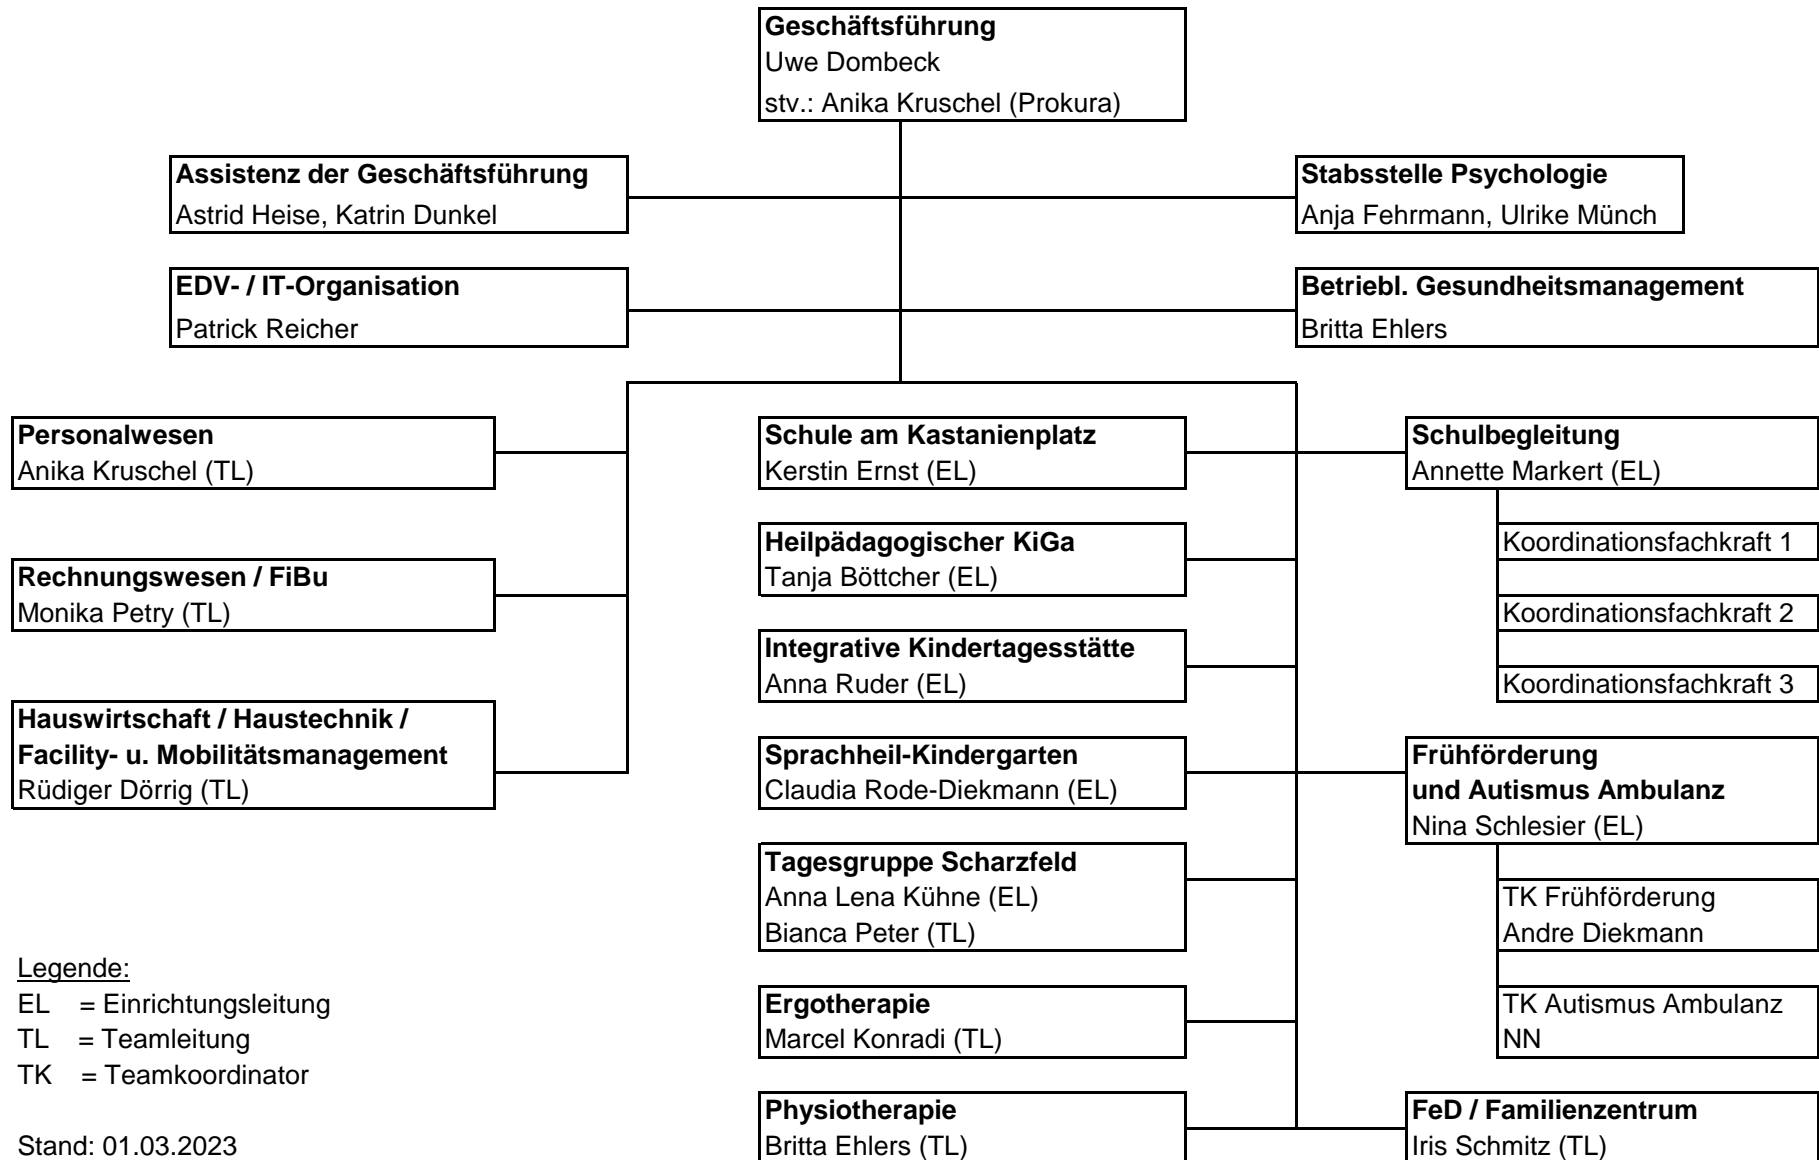 Geschäftsführung
Uwe Dombeck
stv.: Anika Kruschel (Prokura)
Assistenz der Geschäftsführung
Astrid Heise, Katrin Dunkel
Stabsstelle Psychologie
Anja Fehrmann, Ulrike Münch
EDV- / IT-Organisation
Patrick Reicher
Betriebl. Gesundheitsmanagement
Britta Ehlers
Personalwesen
Anika Kruschel (TL)
Rechnungswesen / FiBu
Monika Petry (TL)
Hauswirtschaft / Haustechnik /
Facility- u. Mobilitätsmanagement
Rüdiger Dörrig (TL)
Schule am Kastanienplatz
Kerstin Ernst (EL)
Heilpädagogischer KiGa
Tanja Böttcher (EL)
Integrative Kindertagesstätte
Anna Ruder (EL)
Sprachheil-Kindergarten
Claudia Rode-Diekmann (EL)
Tagesgruppe Scharzfeld
Anna Lena Kühne (EL)
Bianca Peter (TL)
Ergotherapie
Marcel Konradi (TL)
Physiotherapie
Britta Ehlers (TL)
Schulbegleitung
Annette Markert (EL)
Koordinationsfachkraft 1
Koordinationsfachkraft 2
Koordinationsfachkraft 3
Frühförderung
und Autismus Ambulanz
Nina Schlesier (EL)
TK Frühförderung
Andre Diekmann
TK Autismus Ambulanz
NN
FeD / Familienzentrum
Iris Schmitz (TL)
Legende:
EL = Einrichtungsleitung
TL = Teamleitung
TK = Teamkoordinator
Stand: 01.03.2023